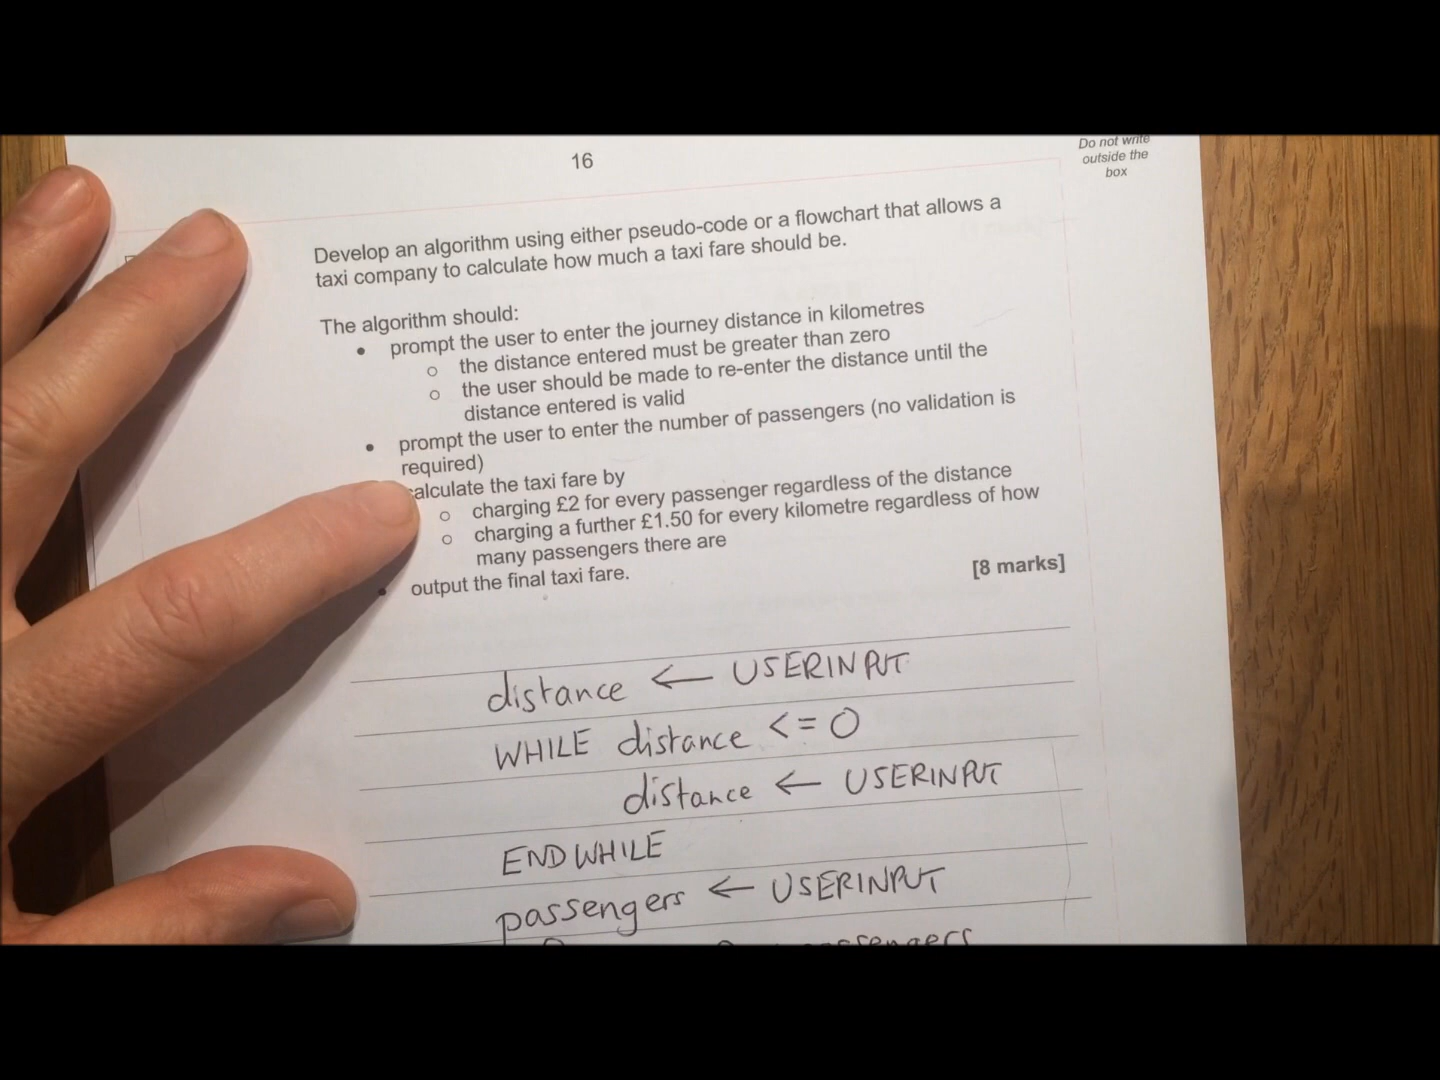 16
Do not write
outside the
box
Develop an algorithm using either pseudo-code or a flowchart that allows a
taxi company to calculate how much a taxi fare should be.
The algorithm should:
• prompt the user to enter the journey distance in kilometres
o the distance entered must be greater than zero
o the user should be made to re-enter the distance until the
distance entered is valid
• prompt the user to enter the number of passengers (no validation is
required)
alculate the taxi fare by
o charging £2 for every passenger regardless of the distance
o charging a further £1.50 for every kilometre regardless of how
many passengers there are
• output the final taxi fare.
[8 marks]
distance ← USERINPUT
WHILE distance <= 0
distance ← USERINPUT
ENDWHILE
passengers ← USERINPUT
passengers